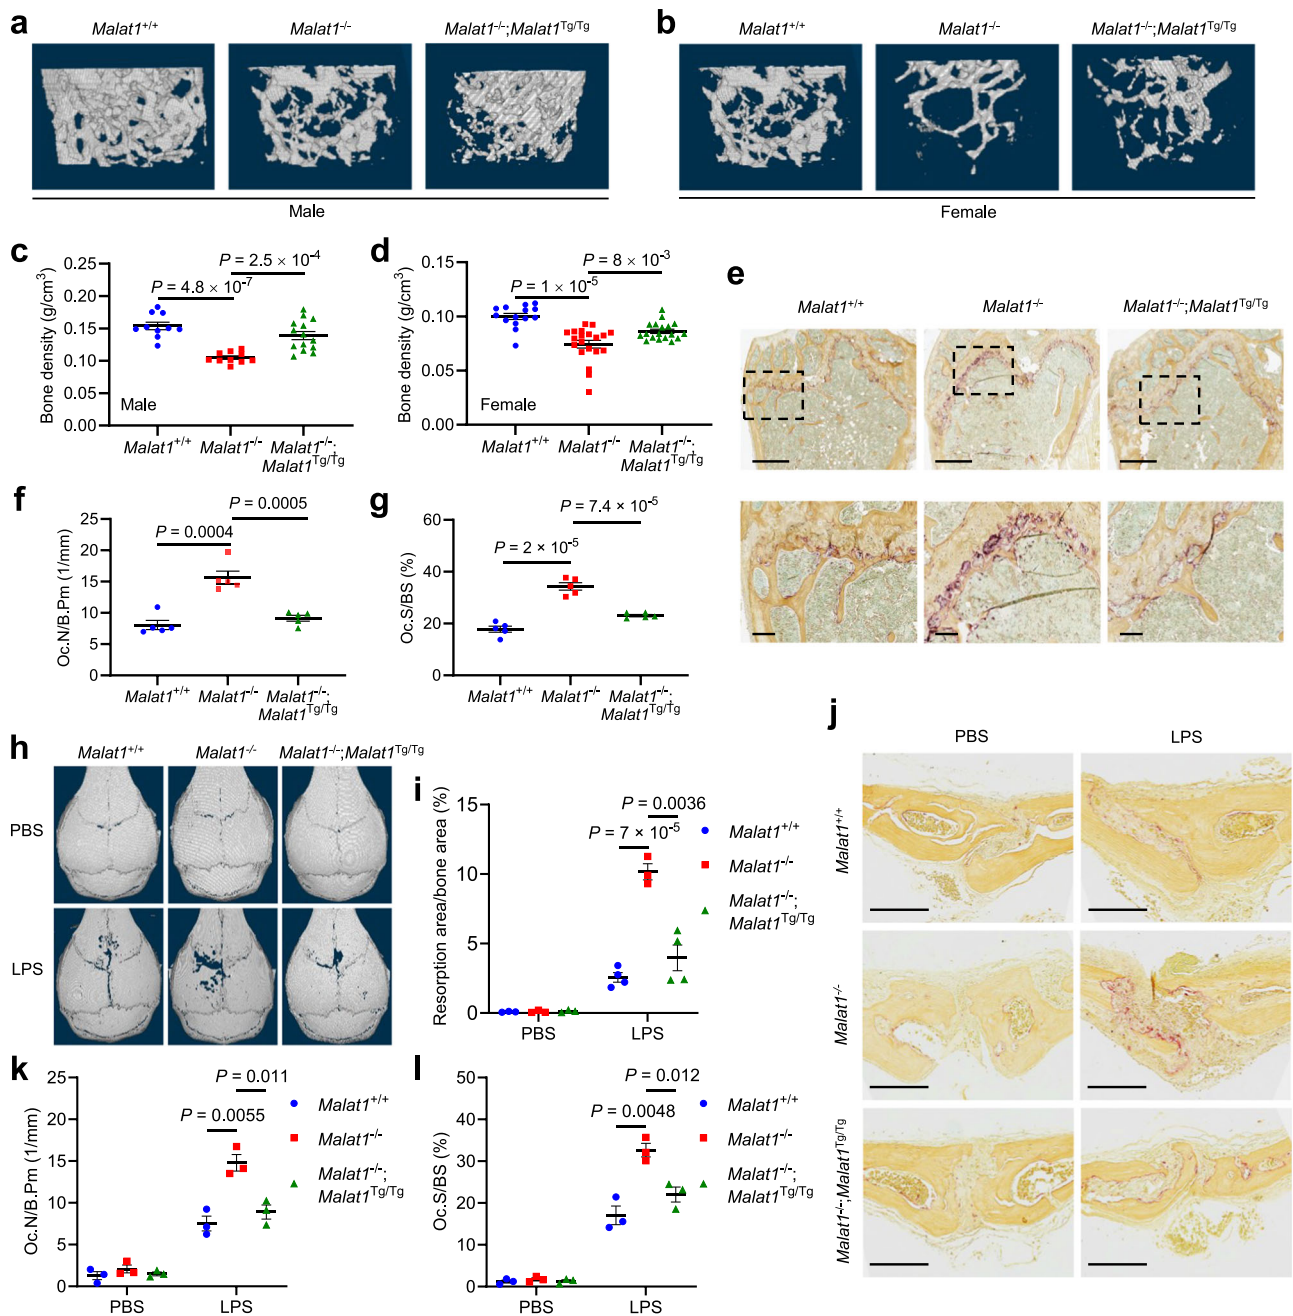 a
Malat1+/+
Malat1-/-
Malat1-/-;Malat1Tg/Tg
Male
b
Malat1+/+
Malat1-/-
Malat1-/-;Malat1Tg/Tg
Female
c
Bone density (g/cm3)
0.25
0.20
0.15
0.10
0.05
0.00
P = 2.5 × 10-4
P = 4.8 × 10-7
Male
Malat1+/+
Malat1-/-
Malat1-/-;
Malat1Tg/Tg
d
Bone density (g/cm3)
0.15
0.10
0.05
0.00
P = 8 × 10-3
P = 1 × 10-5
Female
Malat1+/+
Malat1-/-
Malat1-/-;
Malat1Tg/Tg
e
Malat1+/+
Malat1-/-
Malat1-/-;Malat1Tg/Tg
f
Oc.N/B.Pm (1/mm)
25
20
15
10
5
0
P = 0.0005
P = 0.0004
Malat1+/+
Malat1-/-
Malat1-/-;
Malat1Tg/Tg
g
Oc.S/BS (%)
60
40
20
0
P = 7.4 × 10-5
P = 2 × 10-5
Malat1+/+
Malat1-/-
Malat1-/-;
Malat1Tg/Tg
h
Malat1+/+
Malat1-/-
Malat1-/-;Malat1Tg/Tg
PBS
LPS
i
Resorption area/bone area (%)
15
10
5
0
P = 0.0036
P = 7 × 10-5
PBS
LPS
Malat1+/+
Malat1-/-
Malat1-/-;
Malat1Tg/Tg
j
PBS
LPS
Malat1+/+
Malat1-/-
Malat1-/-;Malat1Tg/Tg
k
Oc.N/B.Pm (1/mm)
25
20
15
10
5
0
P = 0.011
P = 0.0055
PBS
LPS
Malat1+/+
Malat1-/-
Malat1-/-;
Malat1Tg/Tg
l
Oc.S/BS (%)
50
40
30
20
10
0
P = 0.012
P = 0.0048
PBS
LPS
Malat1+/+
Malat1-/-
Malat1-/-;
Malat1Tg/Tg